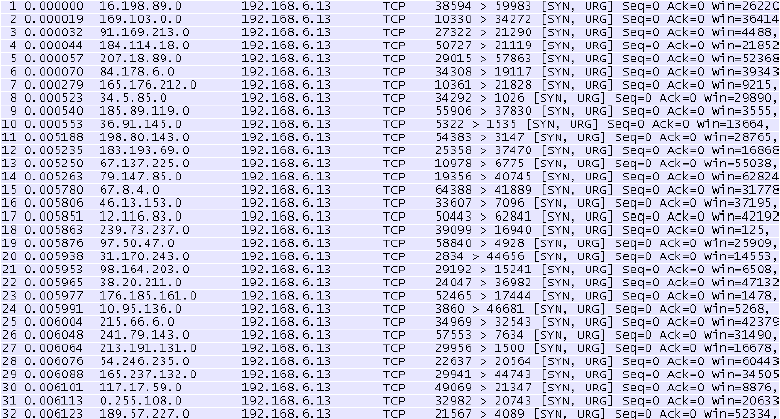 1 0.000000 16.198.89.0 192.168.6.13 TCP 38594 > 59983 [SYN, URG] Seq=0 Ack=0 Win=26220
2 0.000019 169.103.0.0 192.168.6.13 TCP 10330 > 34272 [SYN, URG] Seq=0 Ack=0 Win=36414
3 0.000032 91.169.213.0 192.168.6.13 TCP 27322 > 21290 [SYN, URG] Seq=0 Ack=0 Win=4488,
4 0.000044 184.114.18.0 192.168.6.13 TCP 50727 > 21119 [SYN, URG] Seq=0 Ack=0 Win=21852
5 0.000057 207.18.89.0 192.168.6.13 TCP 29015 > 57863 [SYN, URG] Seq=0 Ack=0 Win=52368
6 0.000070 84.178.6.0 192.168.6.13 TCP 34308 > 19117 [SYN, URG] Seq=0 Ack=0 Win=39343
7 0.000279 165.176.212.0 192.168.6.13 TCP 10361 > 21828 [SYN, URG] Seq=0 Ack=0 Win=9215,
8 0.000523 34.5.85.0 192.168.6.13 TCP 34292 > 1026 [SYN, URG] Seq=0 Ack=0 Win=29890,
9 0.000540 185.89.119.0 192.168.6.13 TCP 55906 > 37830 [SYN, URG] Seq=0 Ack=0 Win=3555,
10 0.000553 36.91.145.0 192.168.6.13 TCP 5322 > 1535 [SYN, URG] Seq=0 Ack=0 Win=13664,
11 0.005188 198.80.143.0 192.168.6.13 TCP 54383 > 3147 [SYN, URG] Seq=0 Ack=0 Win=28765,
12 0.005235 183.193.69.0 192.168.6.13 TCP 25358 > 37470 [SYN, URG] Seq=0 Ack=0 Win=16868
13 0.005250 67.137.225.0 192.168.6.13 TCP 10978 > 6775 [SYN, URG] Seq=0 Ack=0 Win=55038,
14 0.005263 79.147.85.0 192.168.6.13 TCP 19356 > 40745 [SYN, URG] Seq=0 Ack=0 Win=62824
15 0.005780 67.8.4.0 192.168.6.13 TCP 64388 > 41889 [SYN, URG] Seq=0 Ack=0 Win=31778
16 0.005806 46.13.153.0 192.168.6.13 TCP 33607 > 7096 [SYN, URG] Seq=0 Ack=0 Win=37195,
17 0.005851 12.116.83.0 192.168.6.13 TCP 50443 > 62841 [SYN, URG] Seq=0 Ack=0 Win=42192
18 0.005863 239.73.237.0 192.168.6.13 TCP 39099 > 16940 [SYN, URG] Seq=0 Ack=0 Win=125,
19 0.005876 97.50.47.0 192.168.6.13 TCP 58840 > 4928 [SYN, URG] Seq=0 Ack=0 Win=25909,
20 0.005938 31.170.243.0 192.168.6.13 TCP 2834 > 44656 [SYN, URG] Seq=0 Ack=0 Win=14553,
21 0.005953 98.164.203.0 192.168.6.13 TCP 29192 > 15241 [SYN, URG] Seq=0 Ack=0 Win=6508,
22 0.005965 38.20.211.0 192.168.6.13 TCP 24047 > 36982 [SYN, URG] Seq=0 Ack=0 Win=47132
23 0.005977 176.185.161.0 192.168.6.13 TCP 52465 > 17444 [SYN, URG] Seq=0 Ack=0 Win=1478,
24 0.005991 10.95.136.0 192.168.6.13 TCP 3860 > 46681 [SYN, URG] Seq=0 Ack=0 Win=5268,
25 0.006004 215.66.6.0 192.168.6.13 TCP 34969 > 32543 [SYN, URG] Seq=0 Ack=0 Win=42379
26 0.006048 241.79.143.0 192.168.6.13 TCP 57553 > 7634 [SYN, URG] Seq=0 Ack=0 Win=31490,
27 0.006064 213.191.131.0 192.168.6.13 TCP 29956 > 1500 [SYN, URG] Seq=0 Ack=0 Win=16678,
28 0.006076 54.246.235.0 192.168.6.13 TCP 22637 > 20564 [SYN, URG] Seq=0 Ack=0 Win=60443
29 0.006088 165.237.132.0 192.168.6.13 TCP 29941 > 44743 [SYN, URG] Seq=0 Ack=0 Win=34505
30 0.006101 117.17.59.0 192.168.6.13 TCP 49069 > 21347 [SYN, URG] Seq=0 Ack=0 Win=8876,
31 0.006113 0.255.108.0 192.168.6.13 TCP 32982 > 20743 [SYN, URG] Seq=0 Ack=0 Win=20633
32 0.006123 189.57.227.0 192.168.6.13 TCP 21567 > 4089 [SYN, URG] Seq=0 Ack=0 Win=52334,